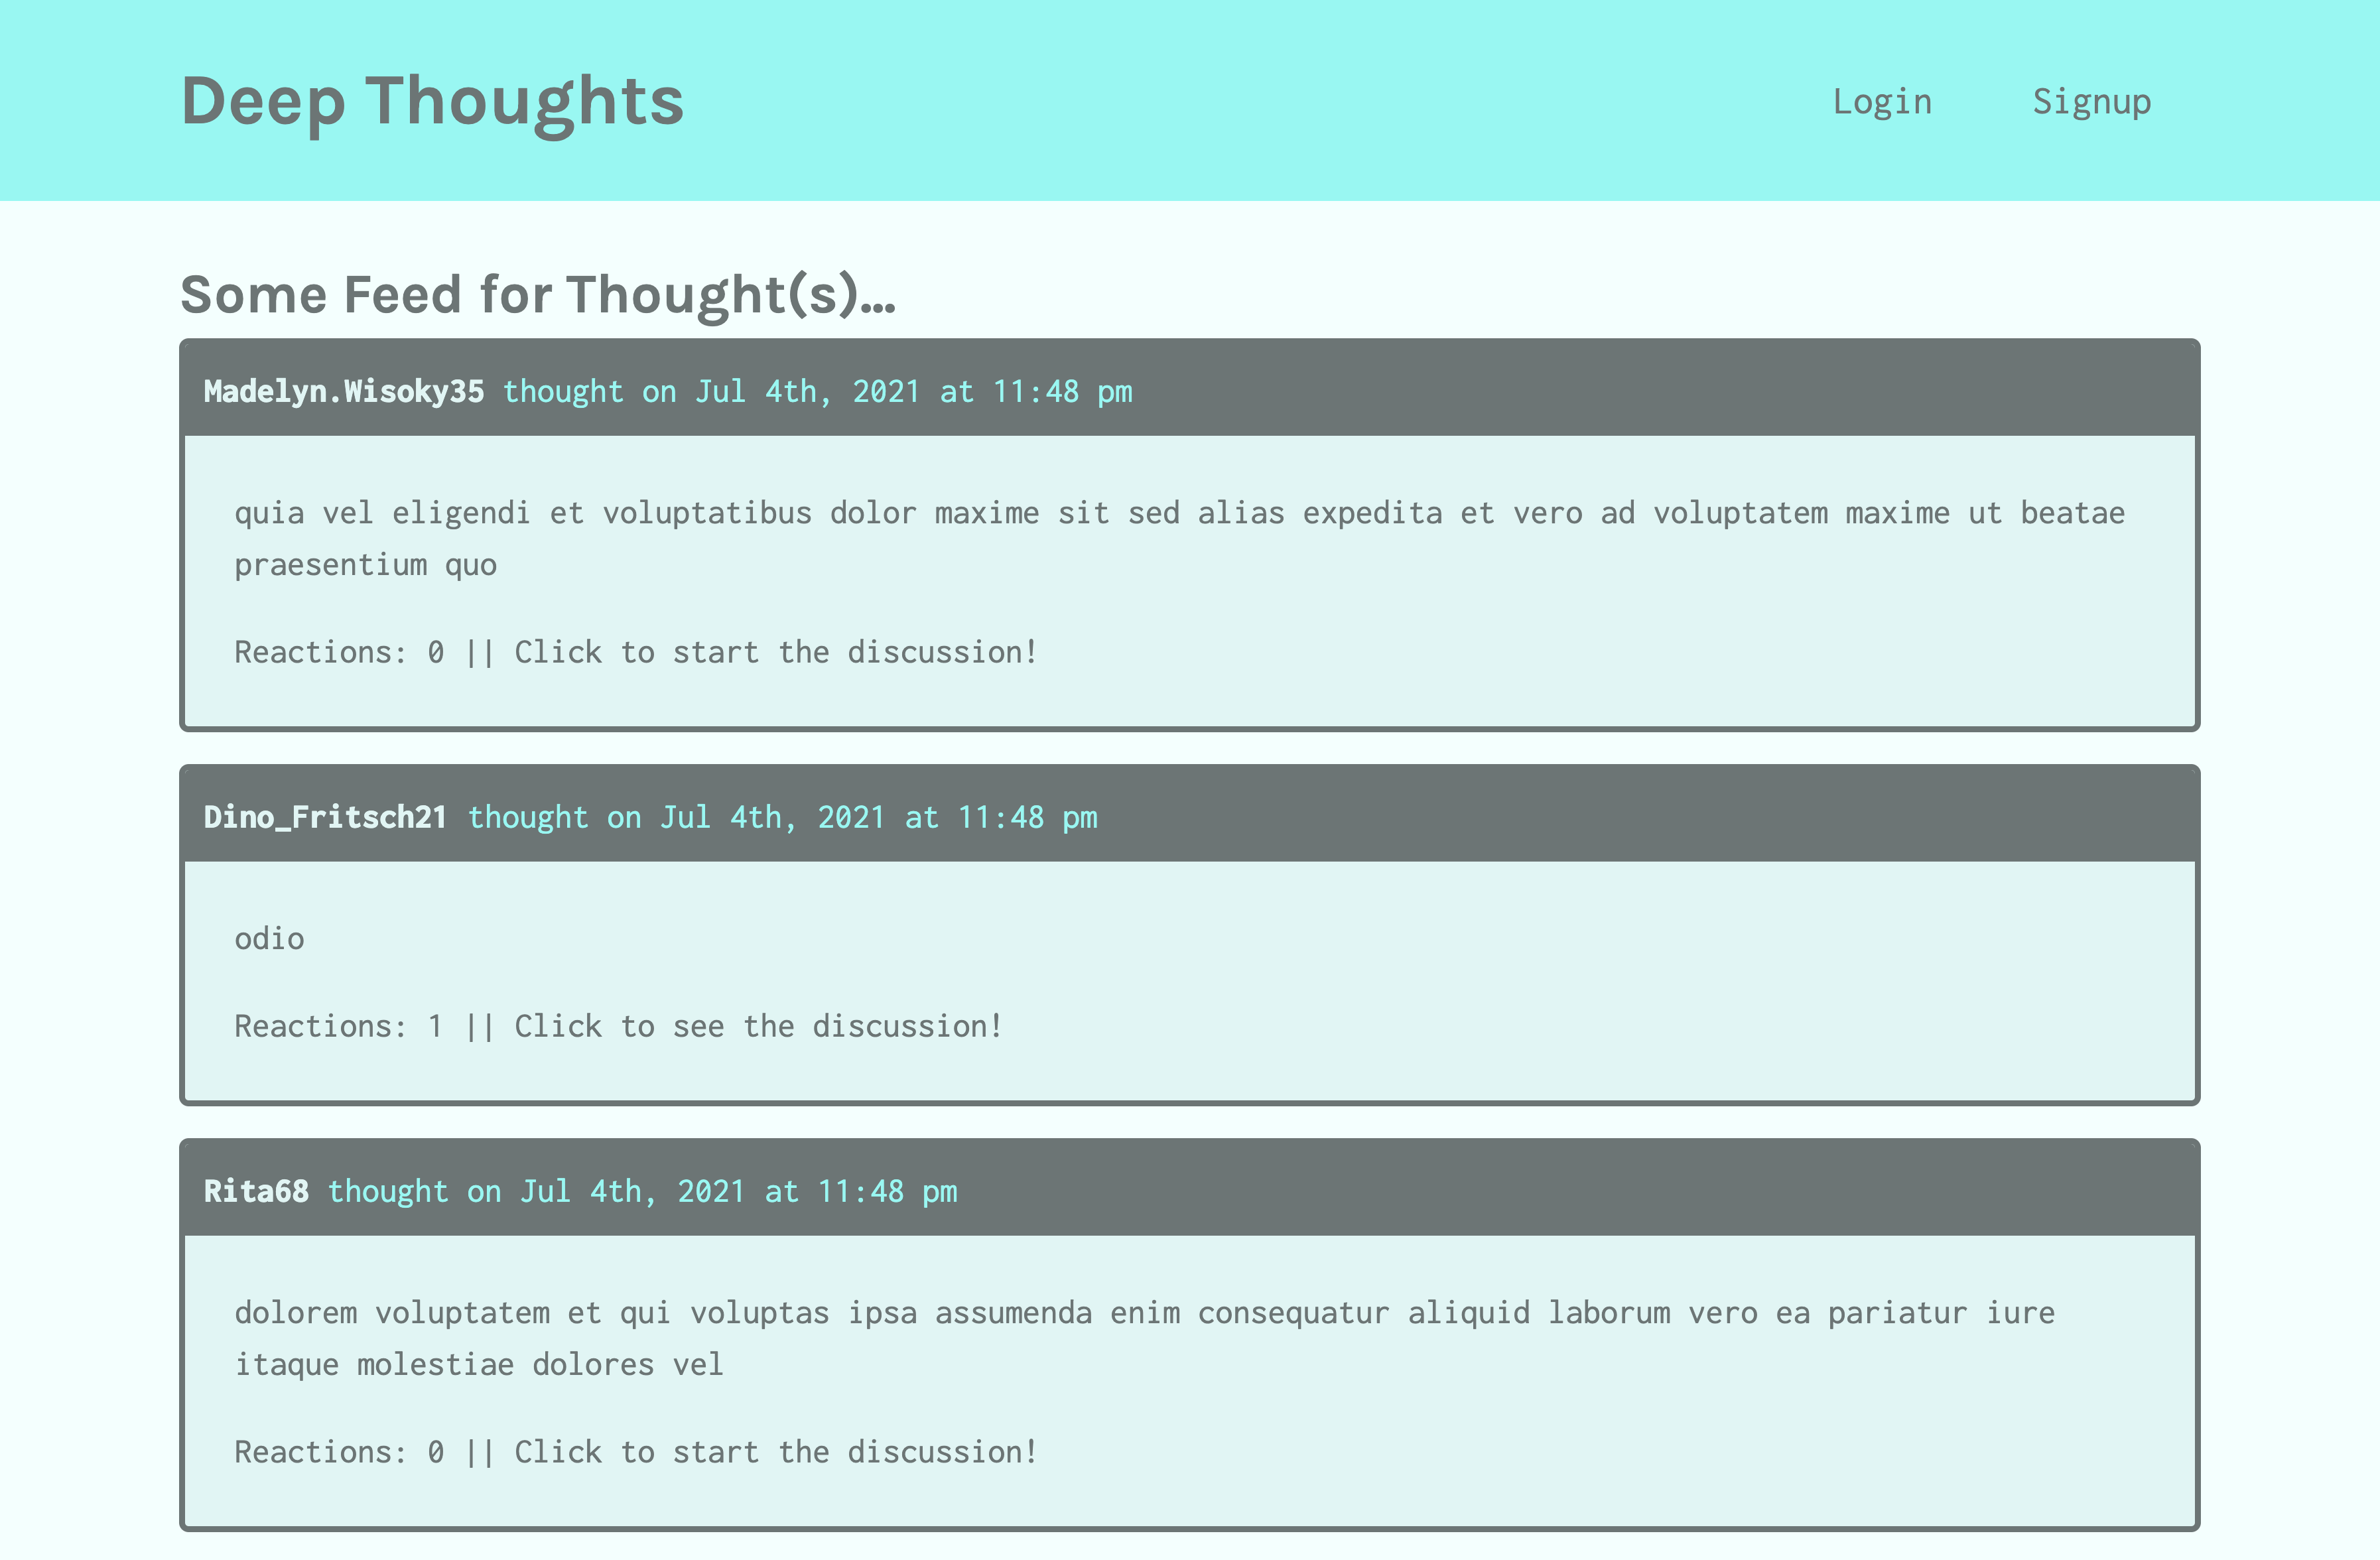 Deep Thoughts
Login
Signup
Some Feed for Thought(s)...
Madelyn.Wisoky35 thought on Jul 4th, 2021 at 11:48 pm
quia vel eligendi et voluptatibus dolor maxime sit sed alias expedita et vero ad voluptatem maxime ut beatae
praesentium quo
Reactions: 0 || Click to start the discussion!
Dino_Fritsch21 thought on Jul 4th, 2021 at 11:48 pm
odio
Reactions: 1 || Click to see the discussion!
Rita68 thought on Jul 4th, 2021 at 11:48 pm
dolorem voluptatem et qui voluptas ipsa assumenda enim consequatur aliquid laborum vero ea pariatur iure
itaque molestiae dolores vel
Reactions: 0 || Click to start the discussion!